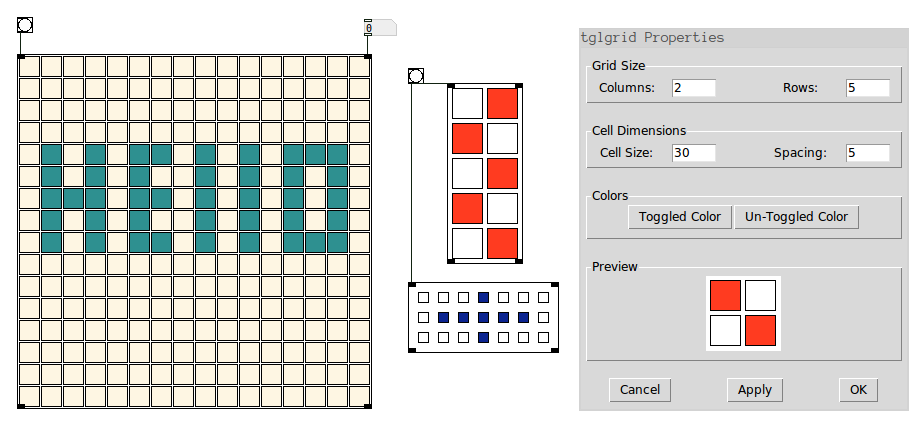 0
HEllO
tglgrid Properties
Grid Size
Columns: 2 Rows: 5
Cell Dimensions
Cell Size: 30 Spacing: 5
Colors
Toggled Color Un-Toggled Color
Preview
Cancel Apply OK